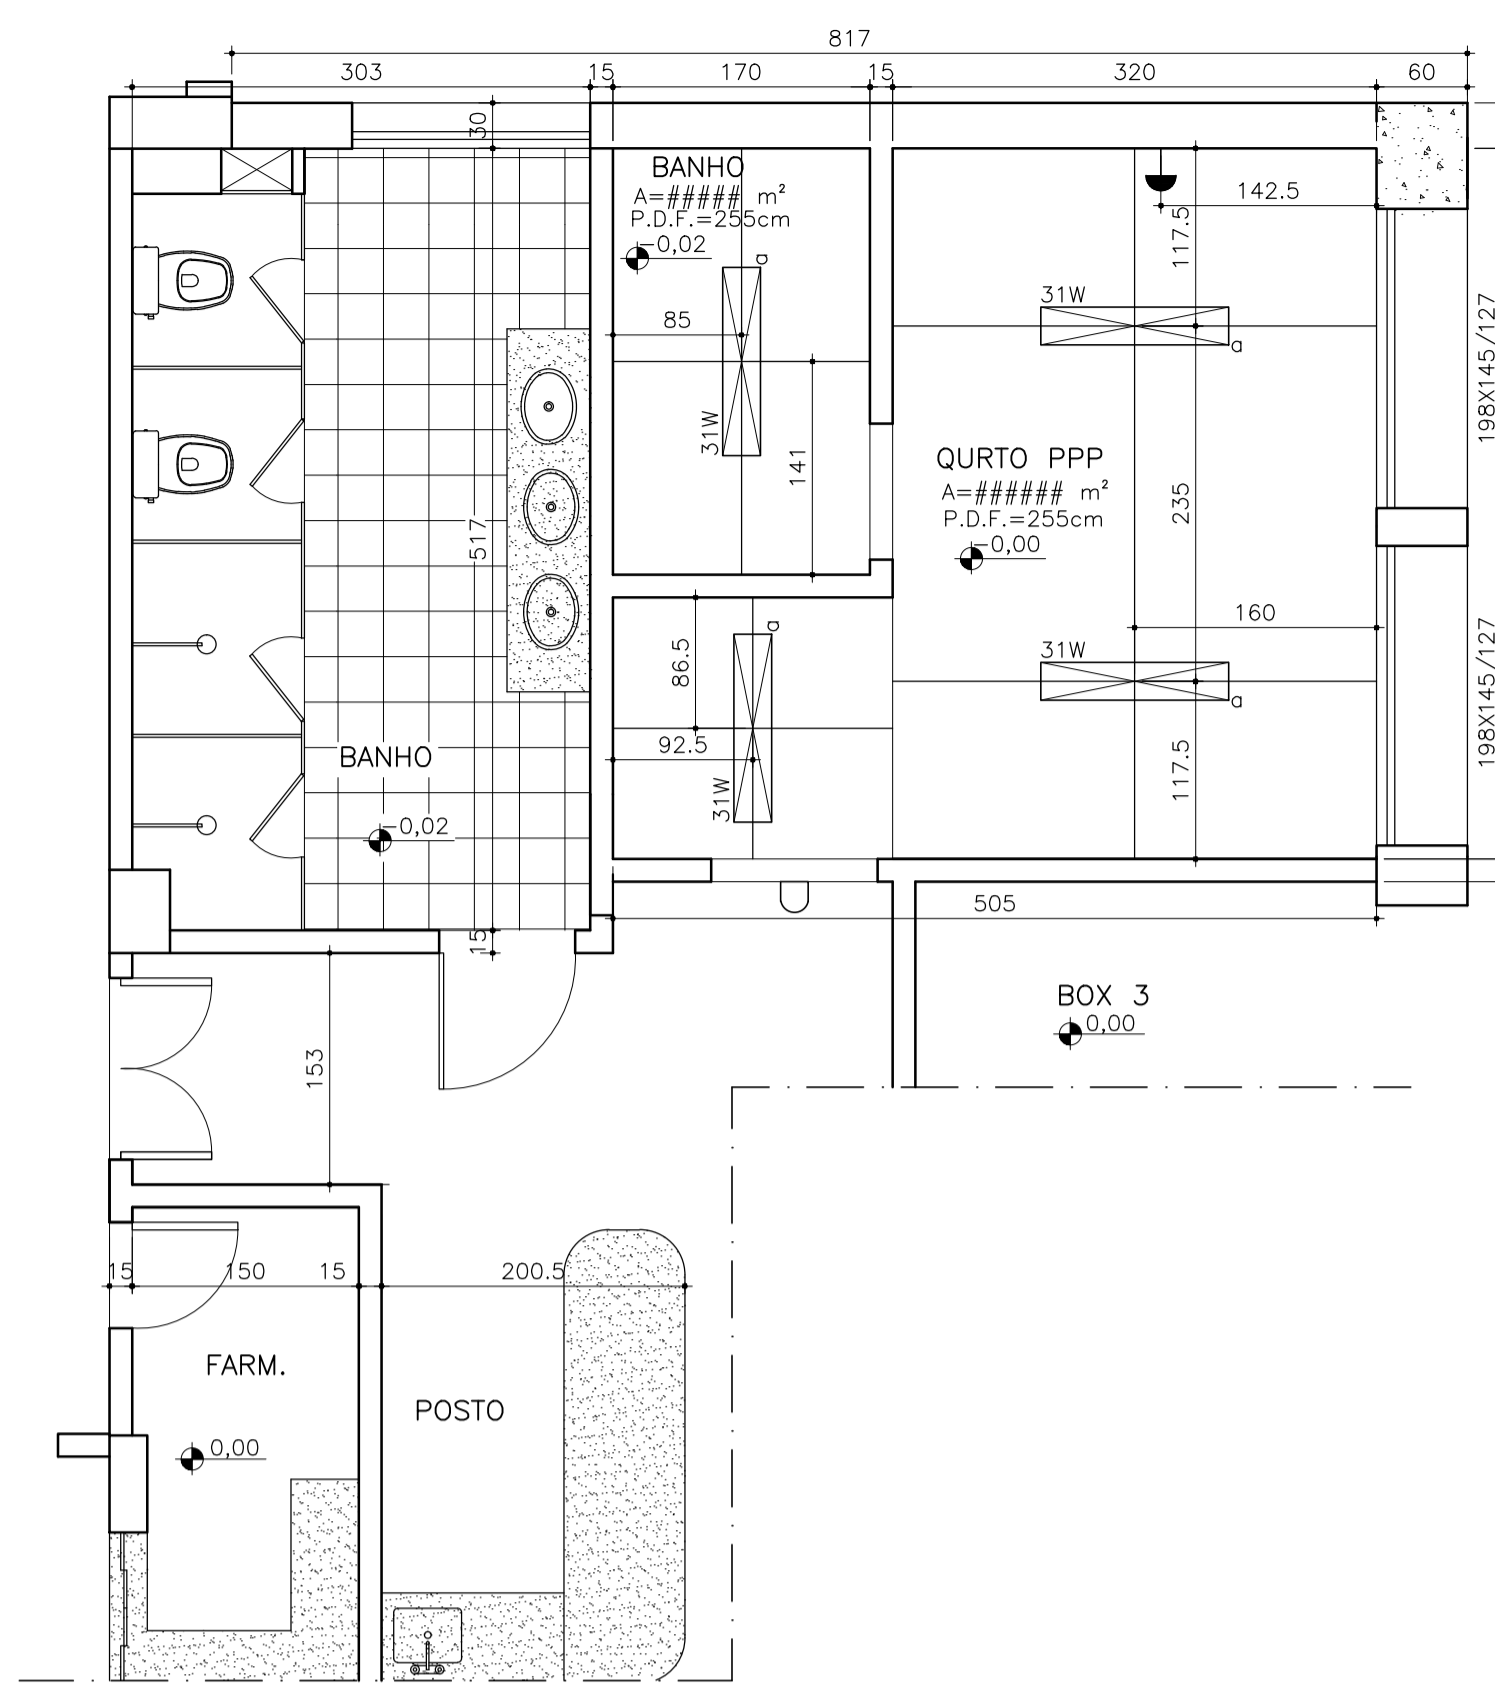 817
303
15
170
15
320
60
30
BANHO
A=##### m²
P.D.F.=255cm
-0,02
142.5
117.5
a
31W
a
85
198X145/127
31W
141
QURTO PPP
A=###### m²
P.D.F.=255cm
-0,00
235
517
160
a
86.5
31W
a
198X145/127
92.5
31W
117.5
BANHO
-0,02
505
15
BOX 3
0,00
153
15
150
15
200.5
FARM.
POSTO
0,00